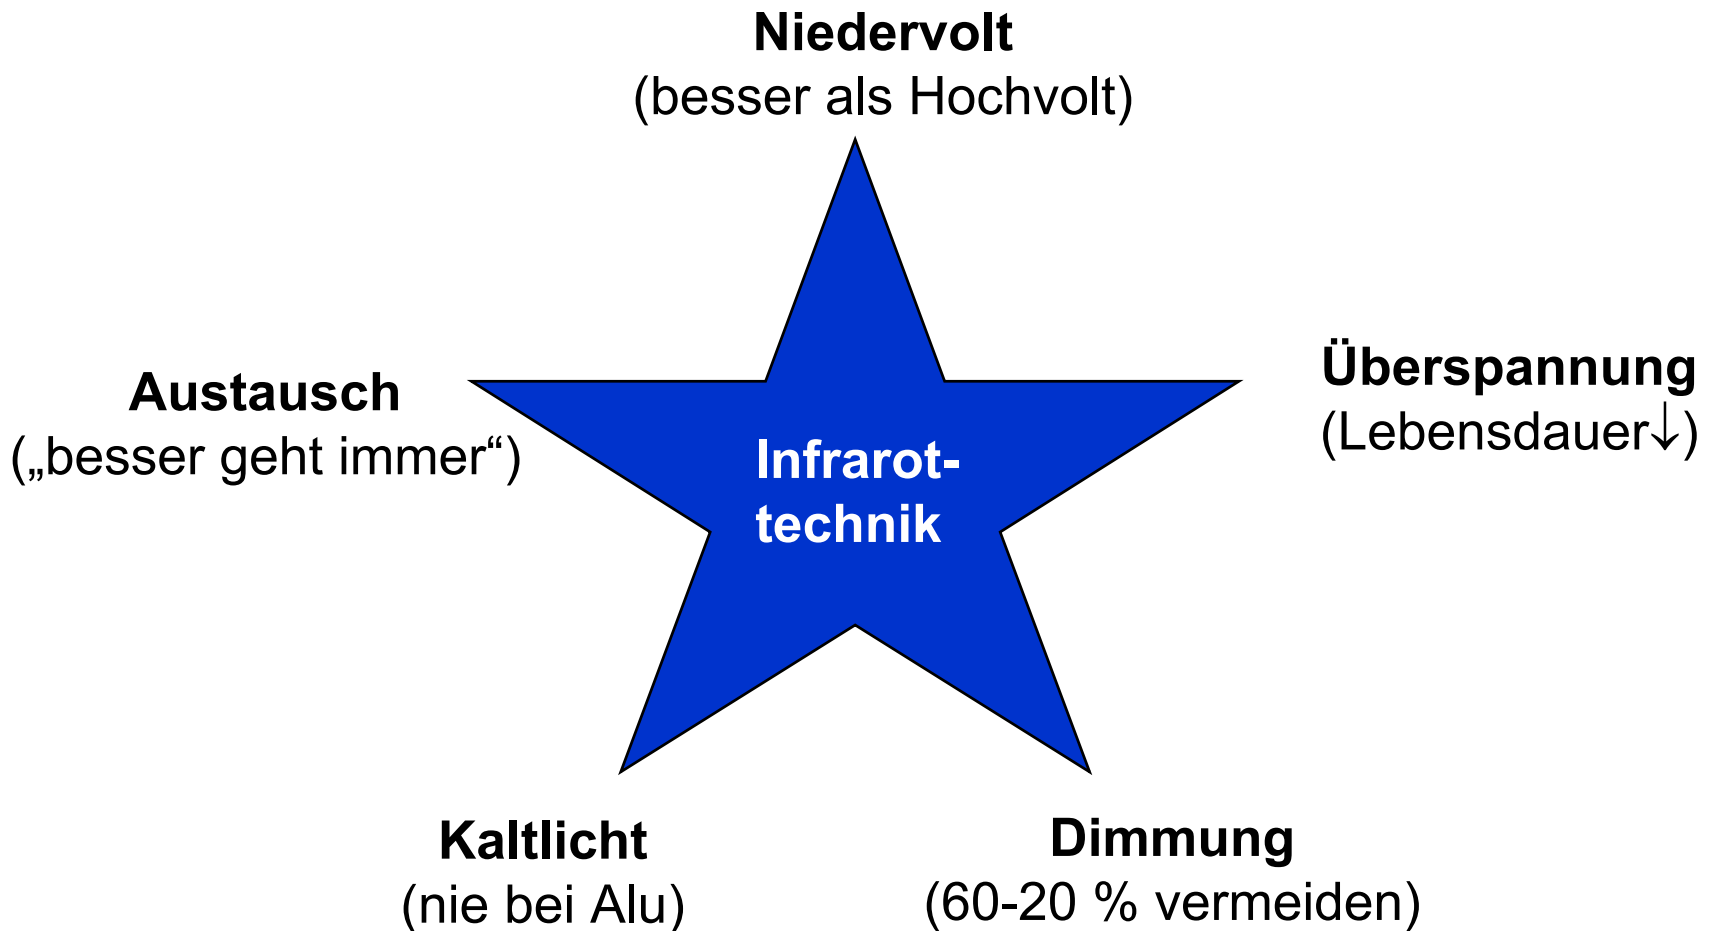 Niedervolt
(besser als Hochvolt)
Austausch
(„besser geht immer“)
Überspannung
(Lebensdauer↓)
Infrarot-
technik
Kaltlicht
(nie bei Alu)
Dimmung
(60-20 % vermeiden)